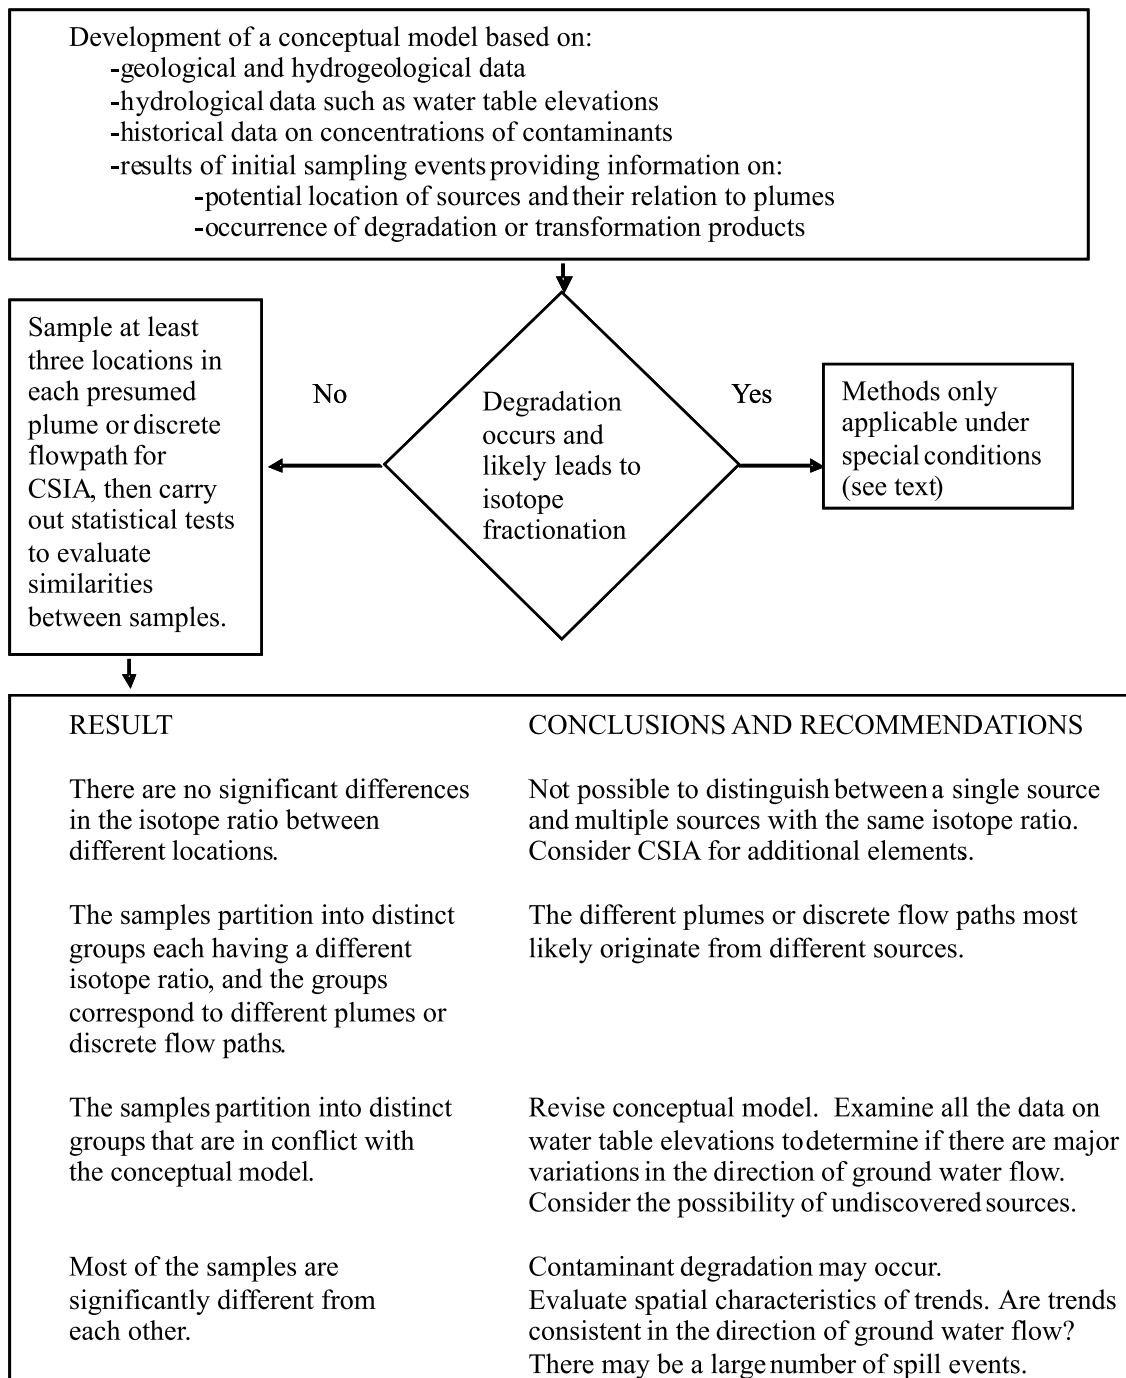 Development of a conceptual model based on:
-geological and hydrogeological data
-hydrological data such as water table elevations
-historical data on concentrations of contaminants
-results of initial sampling events providing information on:
-potential location of sources and their relation to plumes
-occurrence of degradation or transformation products
Sample at least
three locations in
each presumed
plume or discrete
flowpath for
CSIA, then carry
out statistical tests
to evaluate
similarities
between samples.
No
Degradation
occurs and
likely leads to
isotope
fractionation
Yes
Methods only
applicable under
special conditions
(see text)
RESULT
CONCLUSIONS AND RECOMMENDATIONS
There are no significant differences
in the isotope ratio between
different locations.
Not possible to distinguish between a single source
and multiple sources with the same isotope ratio.
Consider CSIA for additional elements.
The samples partition into distinct
groups each having a different
isotope ratio, and the groups
correspond to different plumes or
discrete flow paths.
The different plumes or discrete flow paths most
likely originate from different sources.
The samples partition into distinct
groups that are in conflict with
the conceptual model.
Revise conceptual model. Examine all the data on
water table elevations to determine if there are major
variations in the direction of ground water flow.
Consider the possibility of undiscovered sources.
Most of the samples are
significantly different from
each other.
Contaminant degradation may occur.
Evaluate spatial characteristics of trends. Are trends
consistent in the direction of ground water flow?
There may be a large number of spill events.